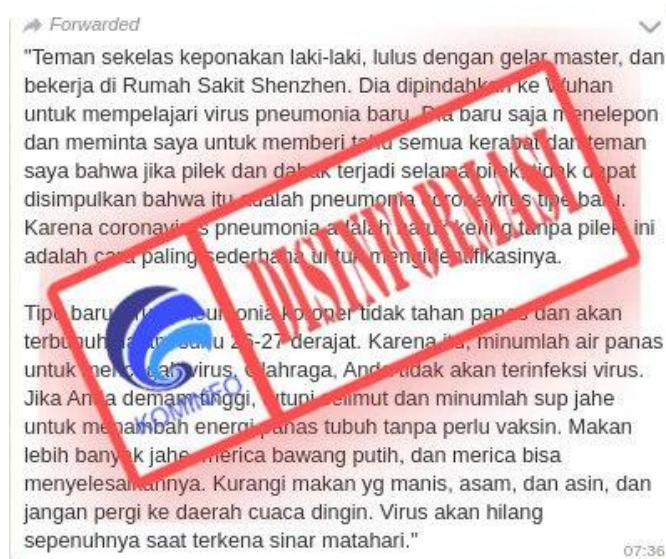 Forwarded
"Teman sekelas keponakan laki-laki, lulus dengan gelar master, dan
bekerja di Rumah Sakit Shenzhen. Dia dipindahkan ke Wuhan
untuk mempelajari virus pneumonia baru. Dia baru saja menelepon
dan meminta saya untuk memberi tahu semua kerabat dan teman
saya bahwa jika pilek dan dahak terjadi selama pilek, tidak dapat
disimpulkan bahwa itu adalah pneumonia coronavirus tipe baru.
Karena coronavirus pneumonia adalah batuk kering tanpa pilek, ini
adalah cara paling sederhana untuk mengidentifikasinya.
Tipe baru pneumonia koroner tidak tahan panas dan akan
terbunuh suhu 26-27 derajat. Karena itu, minumlah air panas
untuk mencegah virus, Olahraga, Anda tidak akan terinfeksi virus.
Jika Anda demam tinggi, tutupi selimut dan minumlah sup jahe
untuk menambah energi panas tubuh tanpa perlu vaksin. Makan
lebih banyak jahe, merica bawang putih, dan merica bisa
menyelesaikannya. Kurangi makan yg manis, asam, dan asin, dan
jangan pergi ke daerah cuaca dingin. Virus akan hilang
sepenuhnya saat terkena sinar matahari."
07:36
DISINFORMASI
KOMINFO